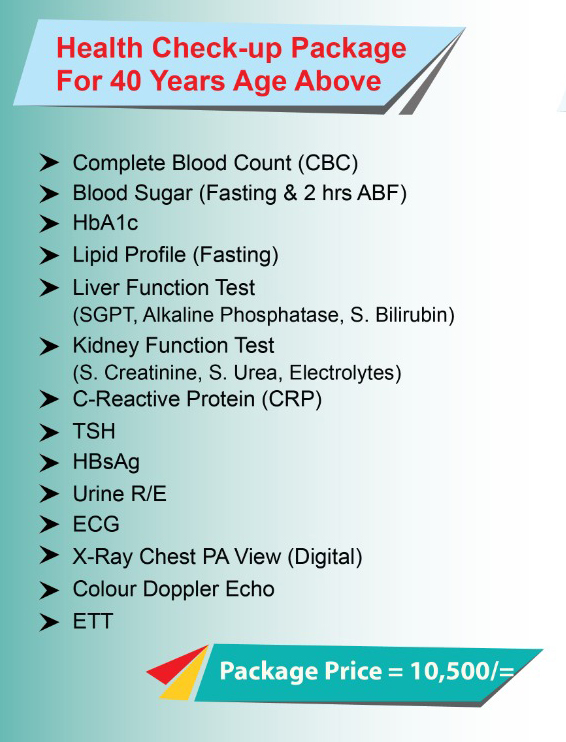 Health Check-up Package
For 40 Years Age Above
Complete Blood Count (CBC)
Blood Sugar (Fasting & 2 hrs ABF)
HbA1c
Lipid Profile (Fasting)
Liver Function Test
(SGPT, Alkaline Phosphatase, S. Bilirubin)
Kidney Function Test
(S. Creatinine, S. Urea, Electrolytes)
C-Reactive Protein (CRP)
TSH
HBsAg
Urine R/E
ECG
X-Ray Chest PA View (Digital)
Colour Doppler Echo
ETT
Package Price = 10,500/=